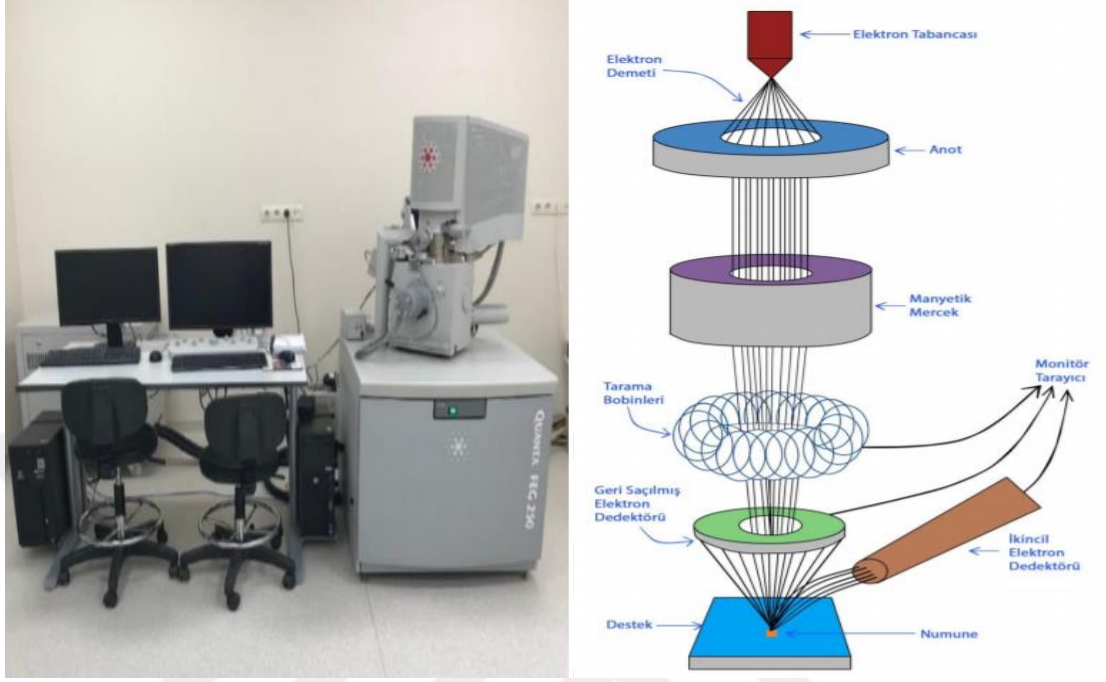 QUANTA FEG 250
Elektron Tabancası
Elektron
Demeti
Anot
Manyetik
Mercek
Monitör
Tarayıcı
Tarama
Bobinleri
Geri Saçılmış
Elektron
Dedektörü
İkincil
Elektron
Dedektörü
Destek
Numune